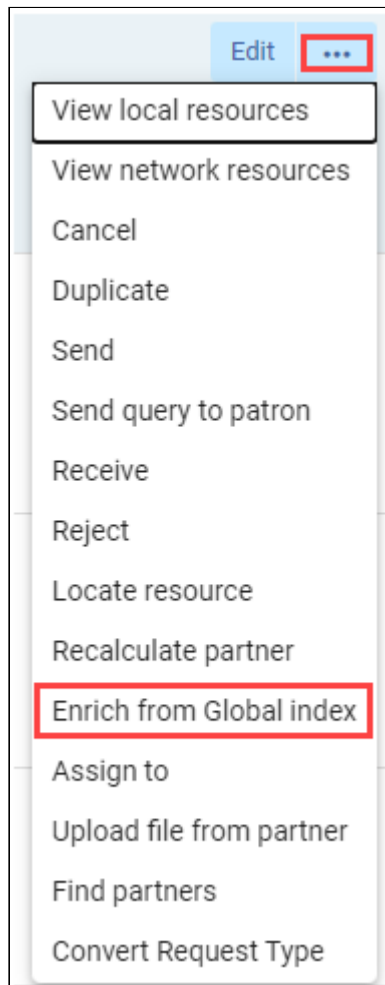 Edit ...
View local resources
View network resources
Cancel
Duplicate
Send
Send query to patron
Receive
Reject
Locate resource
Recalculate partner
Enrich from Global index
Assign to
Upload file from partner
Find partners
Convert Request Type